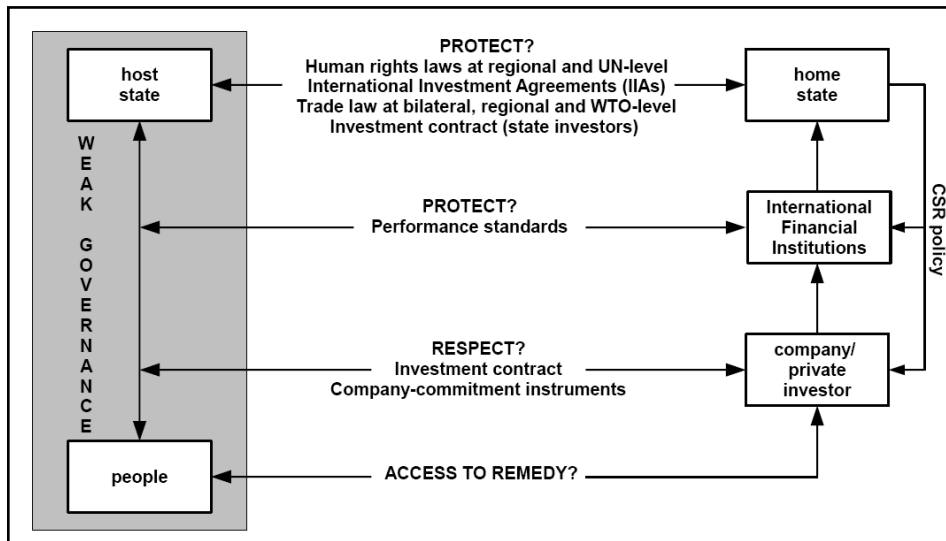 host
state
PROTECT?
Human rights laws at regional and UN-level
International Investment Agreements (IIAs)
Trade law at bilateral, regional and WTO-level
Investment contract (state investors)
home
state
WEAK GOVERNANCE
PROTECT?
Performance standards
International
Financial
Institutions
CSR policy
RESPECT?
Investment contract
Company-commitment instruments
company/
private
investor
people
ACCESS TO REMEDY?